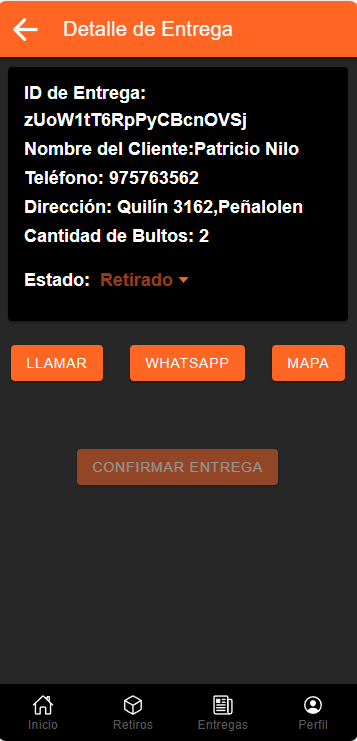 Detalle de Entrega
ID de Entrega:
zUoW1tT6RpPyCBcnOVSj
Nombre del Cliente:Patricio Nilo
Teléfono: 975763562
Dirección: Quilín 3162,Peñalolen
Cantidad de Bultos: 2
Estado: Retirado
LLAMAR WHATSAPP MAPA
CONFIRMAR ENTREGA
Inicio Retiros Entregas Perfil